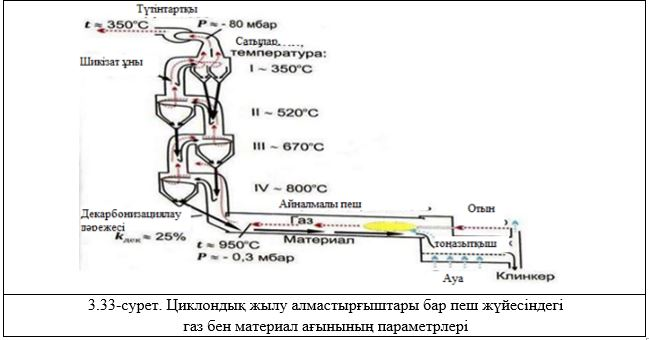 Түтінтартқы
t ≈ 350°C
P ≈ - 80 мбар
Сатылар
температура:
Шикізат ұны
I ~ 350°C
II ~ 520°C
III ~ 670°C
IV ~ 800°C
Айналмалы пеш
Отын
Декарбонизациялау
дәрежесі
Газ
kдек ≈ 25%
Материал
тоңазытқыш
t ≈ 950°C
P ≈ - 0,3 мбар
Ауа
Клинкер
3.33-сурет. Циклондық жылу алмастырғыштары бар пеш жүйесіндегі
газ бен материал ағынының параметрлері